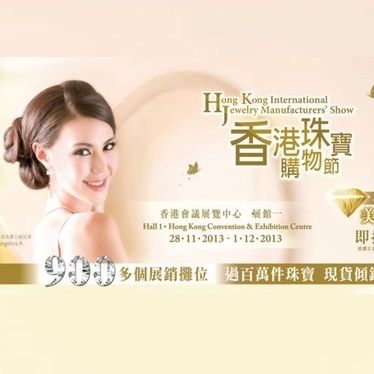 Hong Kong International
Jewelry Manufacturers' Show
香港珠寶
購物節
香港會議展覽中心 展館一
Hall 1 • Hong Kong Convention & Exhibition Centre
28 • 11 • 2013 - 1 • 12 • 2013
Angelina A
900多個展銷攤位 過百萬件珠寶 現貨傾銷